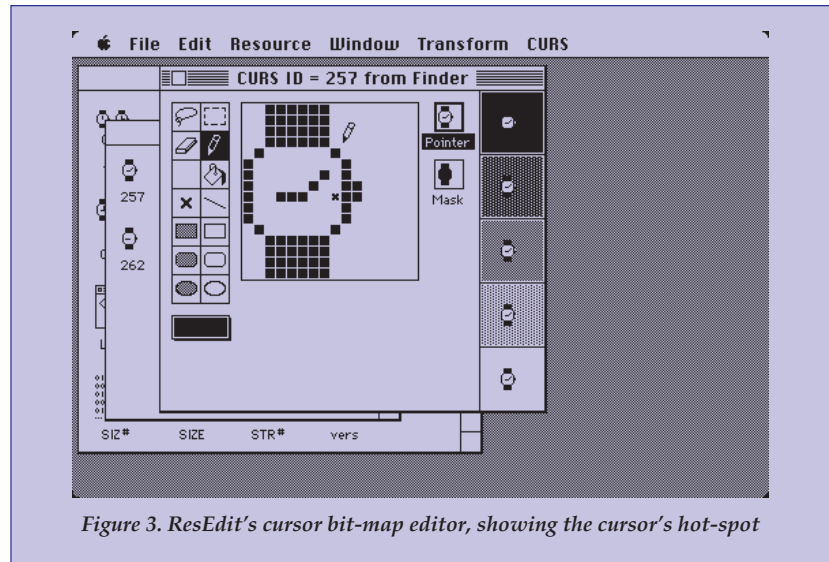 File Edit Resource Window Transform CURS
CURS ID = 257 from Finder
Pointer
257
Mask
262
SIZ# SIZE STR# vers
Figure 3. ResEdit's cursor bit-map editor, showing the cursor's hot-spot